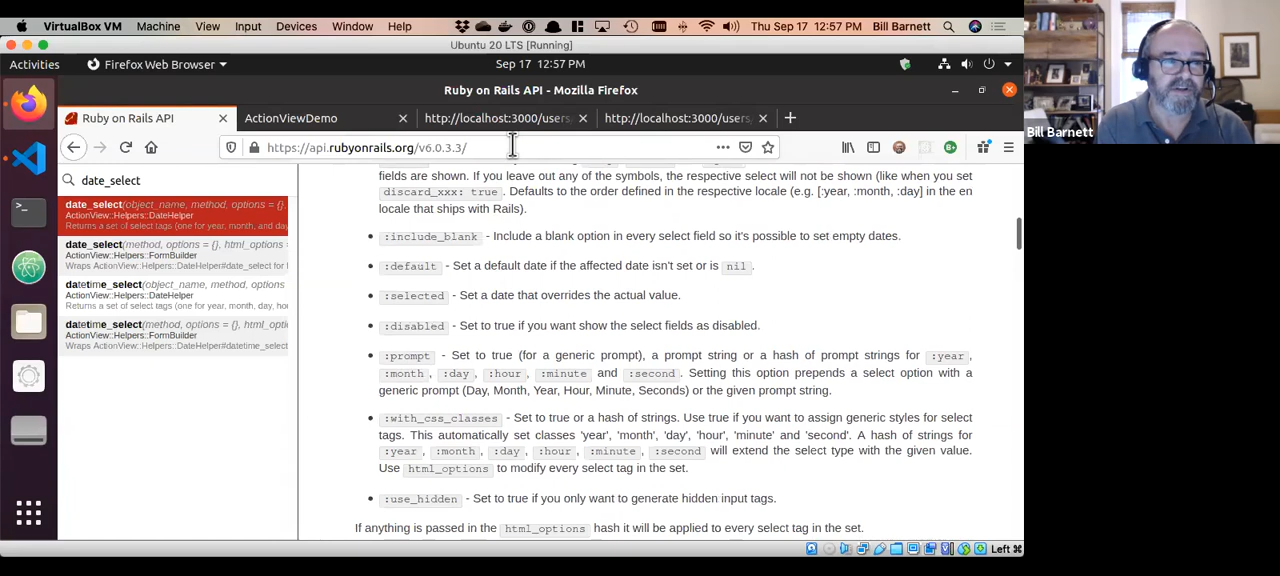 VirtualBox VM Machine View Input Devices Window Help Thu Sep 17 12:57 PM Bill Barnett
Ubuntu 20 LTS [Running]
Activities Firefox Web Browser Sep 17 12:57 PM
Ruby on Rails API - Mozilla Firefox
Ruby on Rails API ActionViewDemo http://localhost:3000/users, http://localhost:3000/users,
https://api.rubyonrails.org/v6.0.3.3/
Bill Barnett
date_select
date_select(object_name, method, options = {},
ActionView::Helpers::DateHelper
Returns a set of select tags (one for year, month, and day
date_select(method, options = {}, html_options =
ActionView::Helpers::FormBuilder
Wraps ActionView::Helpers::DateHelper#date_select for
datetime_select(object_name, method, options
ActionView::Helpers::DateHelper
Returns a set of select tags (one for year, month, day, ho
datetime_select(method, options = {}, html_optio
ActionView::Helpers::FormBuilder
Wraps ActionView::Helpers::DateHelper#datetime_select
fields are shown. If you leave out any of the symbols, the respective select will not be shown (like when you set
discard_xxx: true . Defaults to the order defined in the respective locale (e.g. [:year, :month, :day] in the en
locale that ships with Rails).
:include_blank - Include a blank option in every select field so it's possible to set empty dates.
:default - Set a default date if the affected date isn't set or is nil .
:selected - Set a date that overrides the actual value.
:disabled - Set to true if you want show the select fields as disabled.
:prompt - Set to true (for a generic prompt), a prompt string or a hash of prompt strings for :year ,
:month , :day , :hour , :minute and :second . Setting this option prepends a select option with a
generic prompt (Day, Month, Year, Hour, Minute, Seconds) or the given prompt string.
:with_css_classes - Set to true or a hash of strings. Use true if you want to assign generic styles for select
tags. This automatically set classes 'year', 'month', 'day', 'hour', 'minute' and 'second'. A hash of strings for
:year , :month , :day , :hour , :minute , :second will extend the select type with the given value.
Use html_options to modify every select tag in the set.
:use_hidden - Set to true if you only want to generate hidden input tags.
If anything is passed in the html_options hash it will be applied to every select tag in the set.
Left ⌘